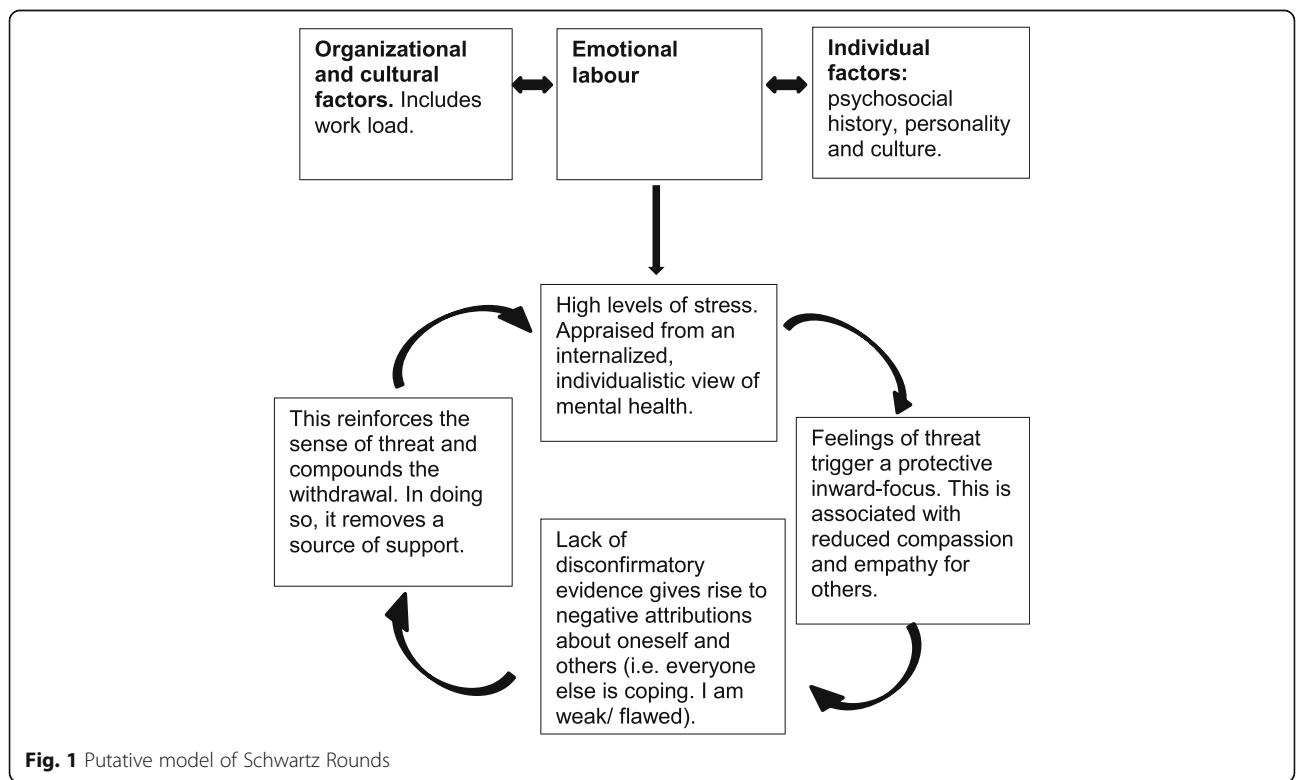 Organizational
and cultural
factors. Includes
work load.
Emotional
labour
Individual
factors:
psychosocial
history, personality
and culture.
High levels of stress.
Appraised from an
internalized,
individualistic view of
mental health.
Feelings of threat
trigger a protective
inward-focus. This is
associated with
reduced compassion
and empathy for
others.
Lack of
disconfirmatory
evidence gives rise to
negative attributions
about oneself and
others (i.e. everyone
else is coping. I am
weak/ flawed).
This reinforces the
sense of threat and
compounds the
withdrawal. In doing
so, it removes a
source of support.
Fig. 1 Putative model of Schwartz Rounds